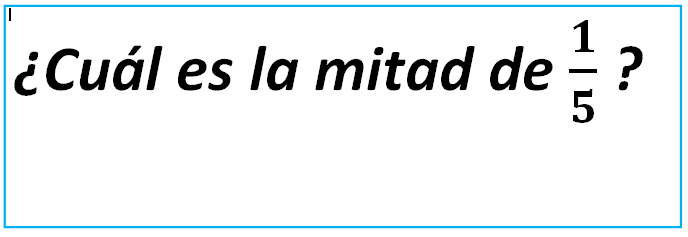 ¿Cuál es la mitad de 1/5 ?